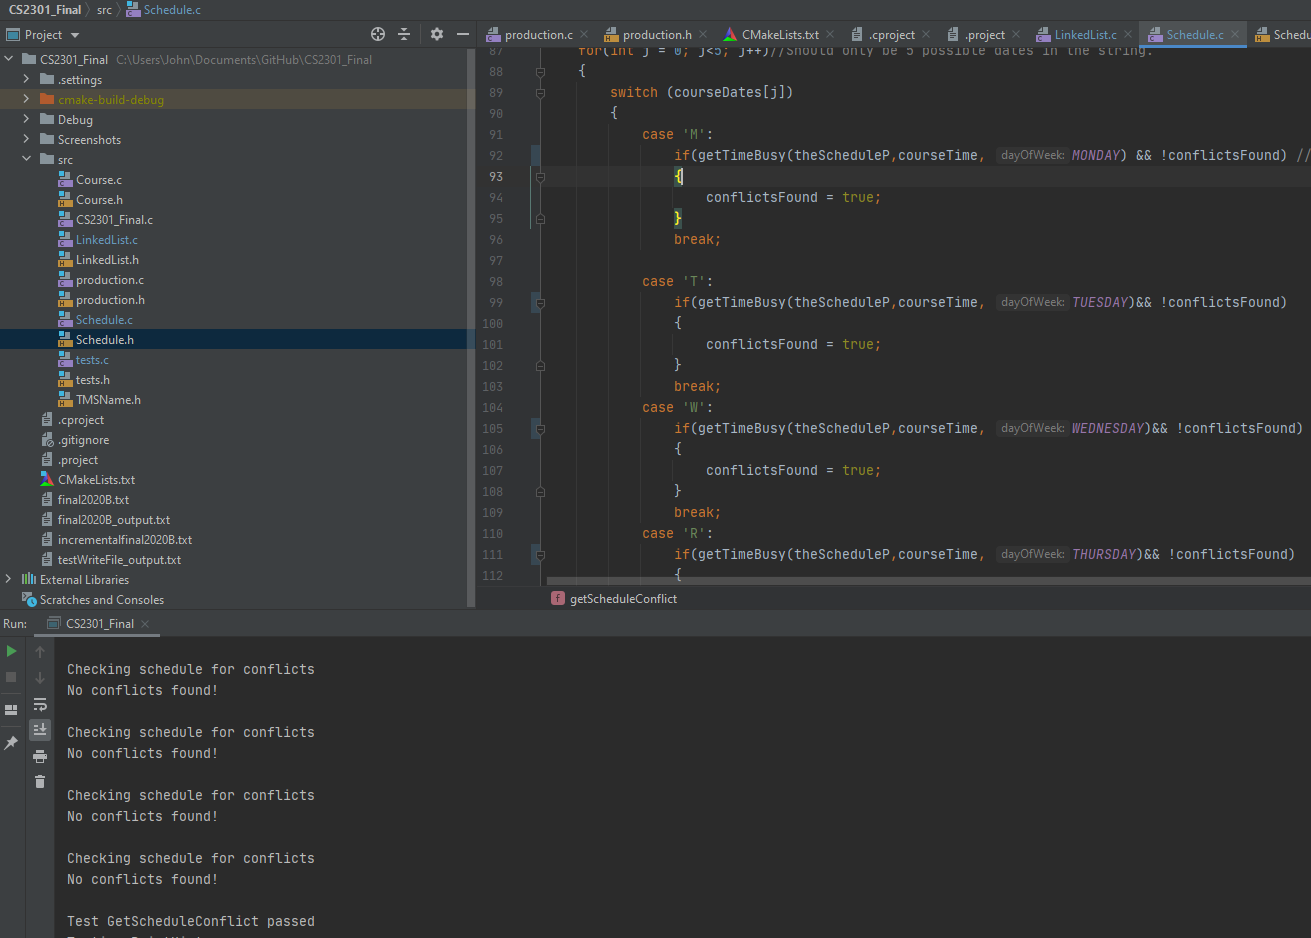 CS2301_Final src Schedule.c
Project
production.c production.h CMakeLists.txt .cproject .project LinkedList.c Schedule.c Schedu
CS2301_Final C:\Users\John\Documents\GitHub\CS2301_Final
.settings
cmake-build-debug
Debug
Screenshots
src
Course.c
Course.h
CS2301_Final.c
LinkedList.c
LinkedList.h
production.c
production.h
Schedule.c
Schedule.h
tests.c
tests.h
TMSName.h
.cproject
.gitignore
.project
CMakeLists.txt
final2020B.txt
final2020B_output.txt
incrementalfinal2020B.txt
testWriteFile_output.txt
External Libraries
Scratches and Consoles
87 for(int j = 0; j<5; j++)//Should only be 5 possible dates in the string.
88 {
89 switch (courseDates[j])
90 {
91 case 'M':
92 if(getTimeBusy(theScheduleP,courseTime, dayOfWeek: MONDAY) && !conflictsFound) //
93 {
94 conflictsFound = true;
95 }
96 break;
97
98 case 'T':
99 if(getTimeBusy(theScheduleP,courseTime, dayOfWeek: TUESDAY)&& !conflictsFound)
100 {
101 conflictsFound = true;
102 }
103 break;
104 case 'W':
105 if(getTimeBusy(theScheduleP,courseTime, dayOfWeek: WEDNESDAY)&& !conflictsFound)
106 {
107 conflictsFound = true;
108 }
109 break;
110 case 'R':
111 if(getTimeBusy(theScheduleP,courseTime, dayOfWeek: THURSDAY)&& !conflictsFound)
112 {
f getScheduleConflict
Run: CS2301_Final
Checking schedule for conflicts
No conflicts found!
Checking schedule for conflicts
No conflicts found!
Checking schedule for conflicts
No conflicts found!
Checking schedule for conflicts
No conflicts found!
Test GetScheduleConflict passed